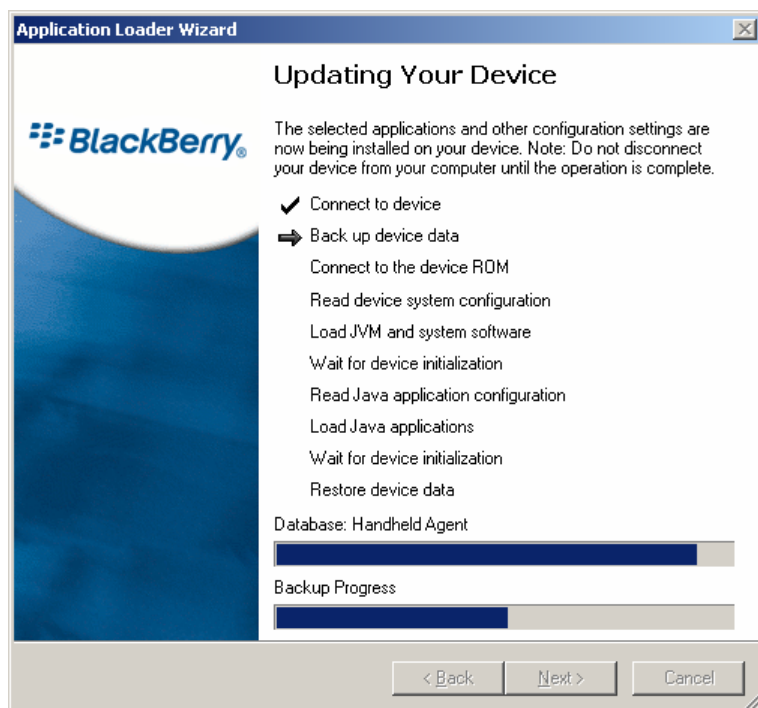 Application Loader Wizard
Updating Your Device
BlackBerry®
The selected applications and other configuration settings are
now being installed on your device. Note: Do not disconnect
your device from your computer until the operation is complete.
Connect to device
Back up device data
Connect to the device ROM
Read device system configuration
Load JVM and system software
Wait for device initialization
Read Java application configuration
Load Java applications
Wait for device initialization
Restore device data
Database: Handheld Agent
Backup Progress
< Back
Next >
Cancel